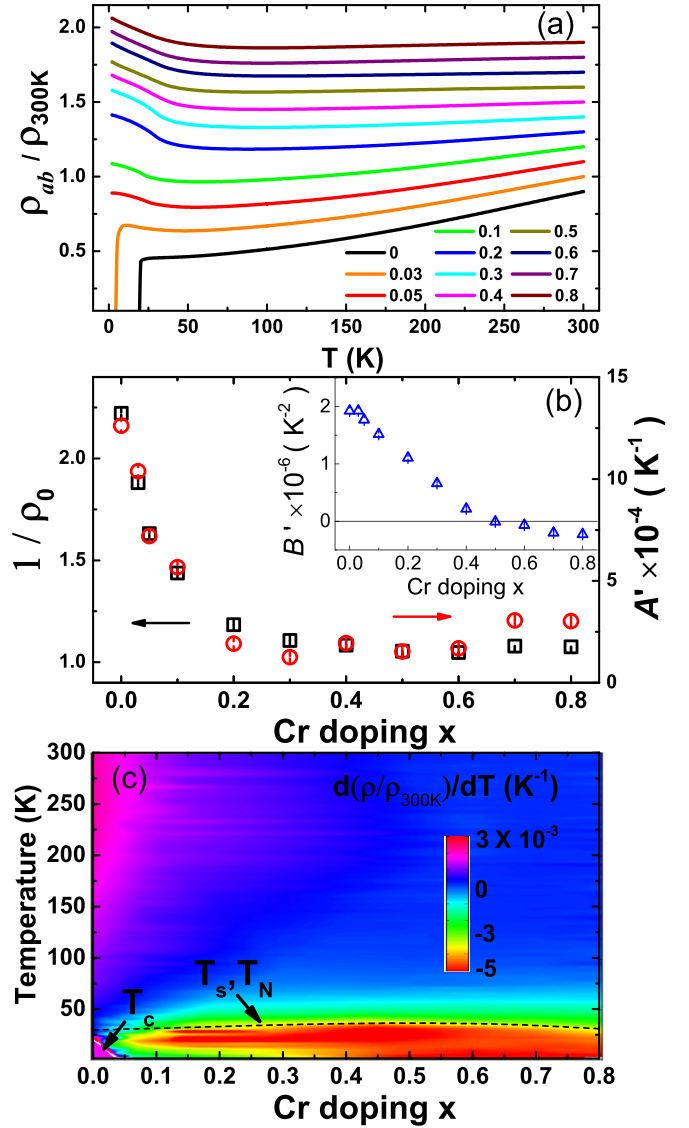 (a)
ρab / ρ300K
2.0
1.5
1.0
0.5
0
0.03
0.05
0.1
0.2
0.3
0.4
0.5
0.6
0.7
0.8
0 50 100 150 200 250 300
T (K)
(b)
1 / ρ0
2.0
1.5
1.0
B ' ×10-6 ( K-2 )
2
1
0
0.0 0.2 0.4 0.6 0.8
Cr doping x
15
10
5
0
A' ×10-4 ( K-1 )
0.0 0.2 0.4 0.6 0.8
Cr doping x
(c)
d(ρ/ρ300K)/dT (K-1)
3 X 10-3
0
-3
-5
Temperature (K)
300
250
200
150
100
50
Ts,TN
Tc
0.0 0.1 0.2 0.3 0.4 0.5 0.6 0.7 0.8
Cr doping x